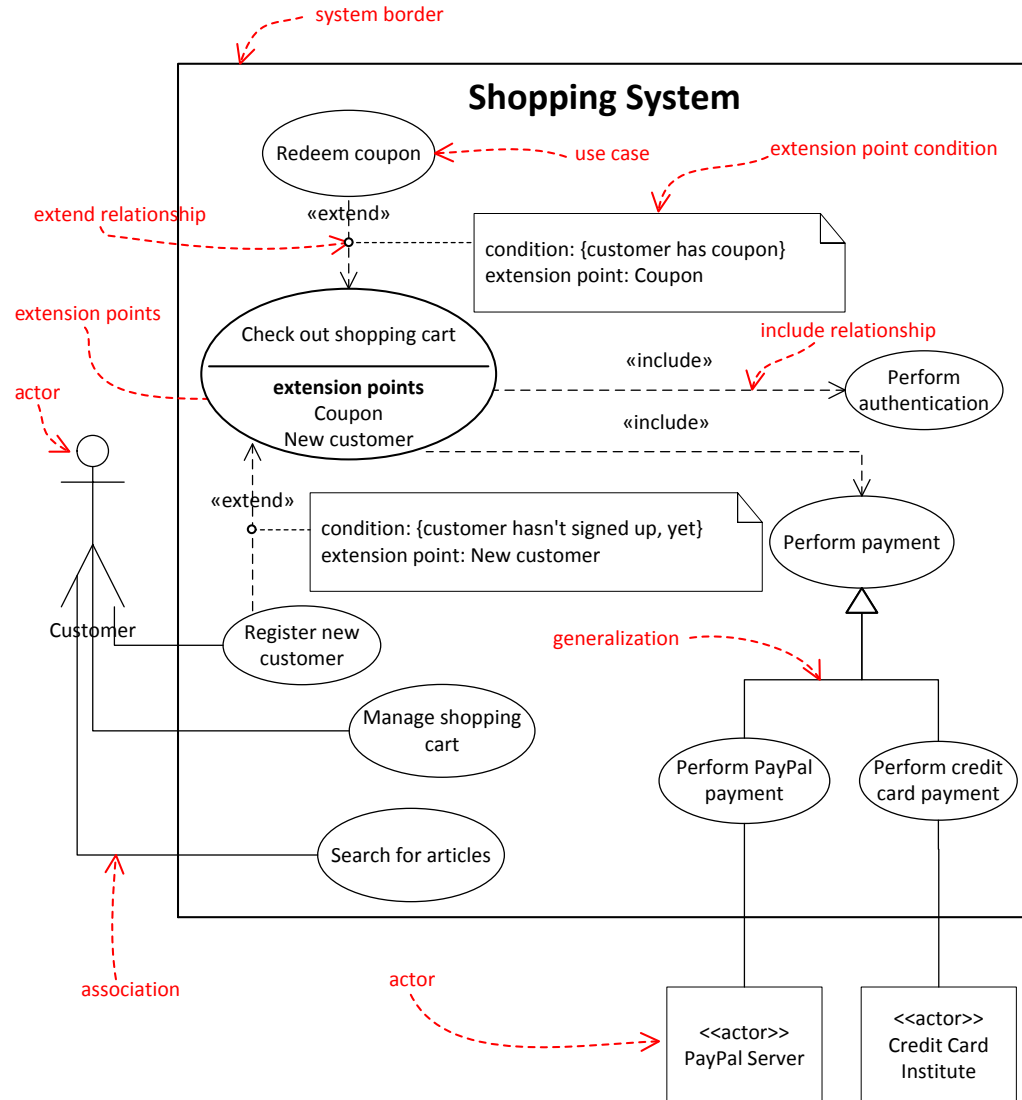 system border
Shopping System
Redeem coupon
use case
extension point condition
extend relationship
«extend»
condition: {customer has coupon}
extension point: Coupon
extension points
Check out shopping cart
include relationship
«include»
Perform
authentication
actor
extension points
Coupon
New customer
«include»
«extend»
condition: {customer hasn't signed up, yet}
extension point: New customer
Perform payment
Customer
Register new
customer
generalization
Manage shopping
cart
Perform PayPal
payment
Perform credit
card payment
Search for articles
association
actor
<<actor>>
PayPal Server
<<actor>>
Credit Card
Institute